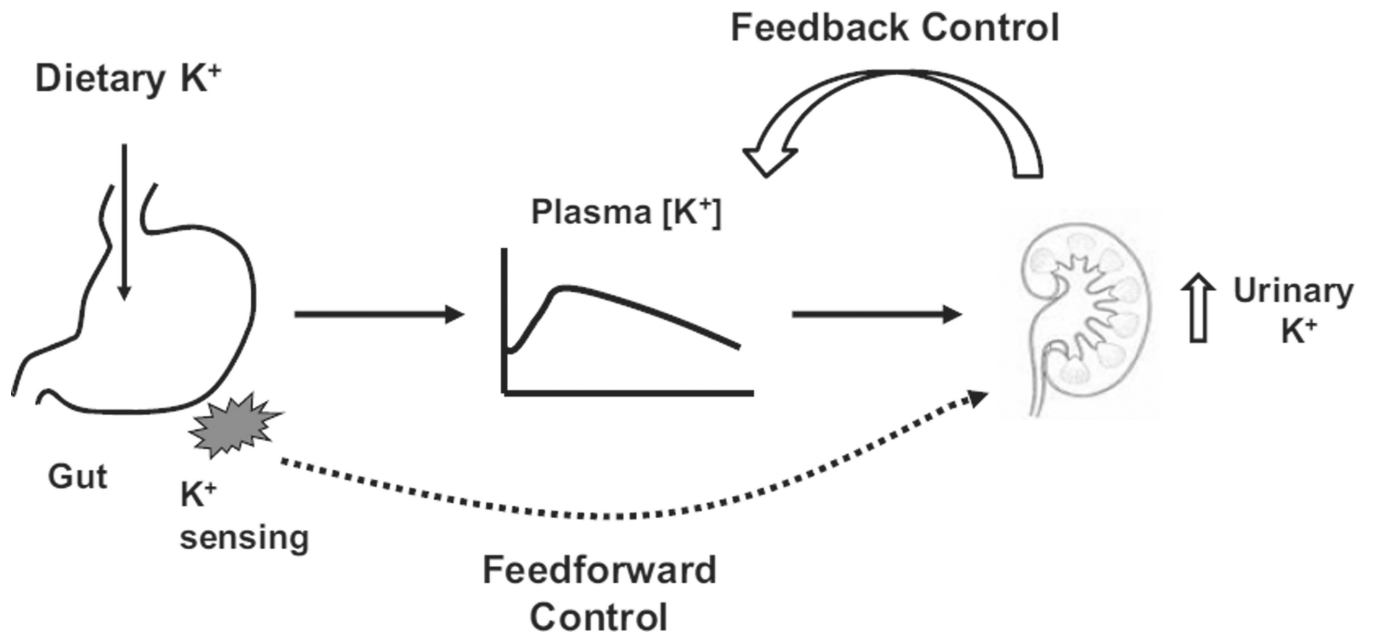 Feedback Control
Dietary K⁺
Plasma [K⁺]
Urinary
K⁺
Gut
K⁺
sensing
Feedforward
Control